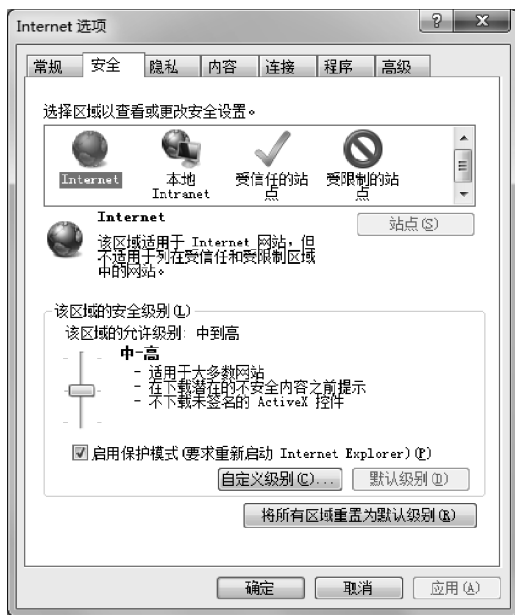 Internet 选项
常规 安全 隐私 内容 连接 程序 高级
选择区域以查看或更改安全设置。
Internet 本地 受信任的站 受限制的站
Intranet 点 点
Internet
站点(S)
该区域适用于 Internet 网站,但
不适用于列在受信任和受限制区域
中的网站。
该区域的安全级别(L)
该区域的允许级别: 中到高
中-高
- 适用于大多数网站
- 在下载潜在的不安全内容之前提示
- 不下载未签名的 ActiveX 控件
启用保护模式(要求重新启动 Internet Explorer)(P)
自定义级别(C)... 默认级别(D)
将所有区域重置为默认级别(R)
确定 取消 应用(A)